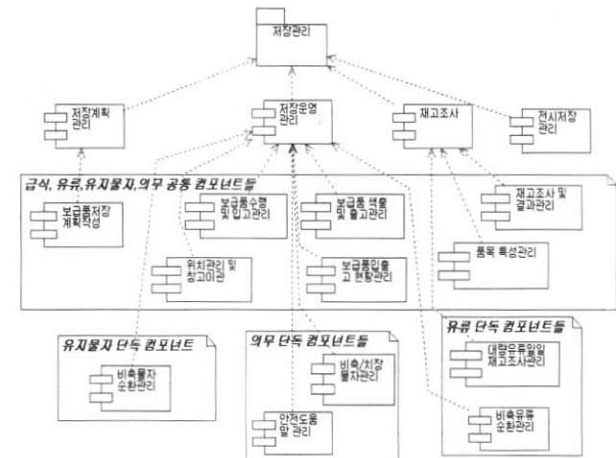 저장관리
저장계획
관리
저장운영
관리
재고조사
전시저장
관리
급식, 유류,유지물자,의무 공통 컴포넌트들
보급품저장
계획작성
보급품수행
및입고관리
보급품 색출
및 출고관리
재고조사 및
결과관리
위치관리 및
창고이관
보급품입출
고 현황관리
품목 특성관리
유지물자 단독 컴포넌트
비축물자
순환관리
의무 단독 컴포넌트들
비축/치장
물자관리
안전도움
말 관리
유류 단독 컴포넌트들
대량유류일일
재고조사관리
비축유류
순환관리